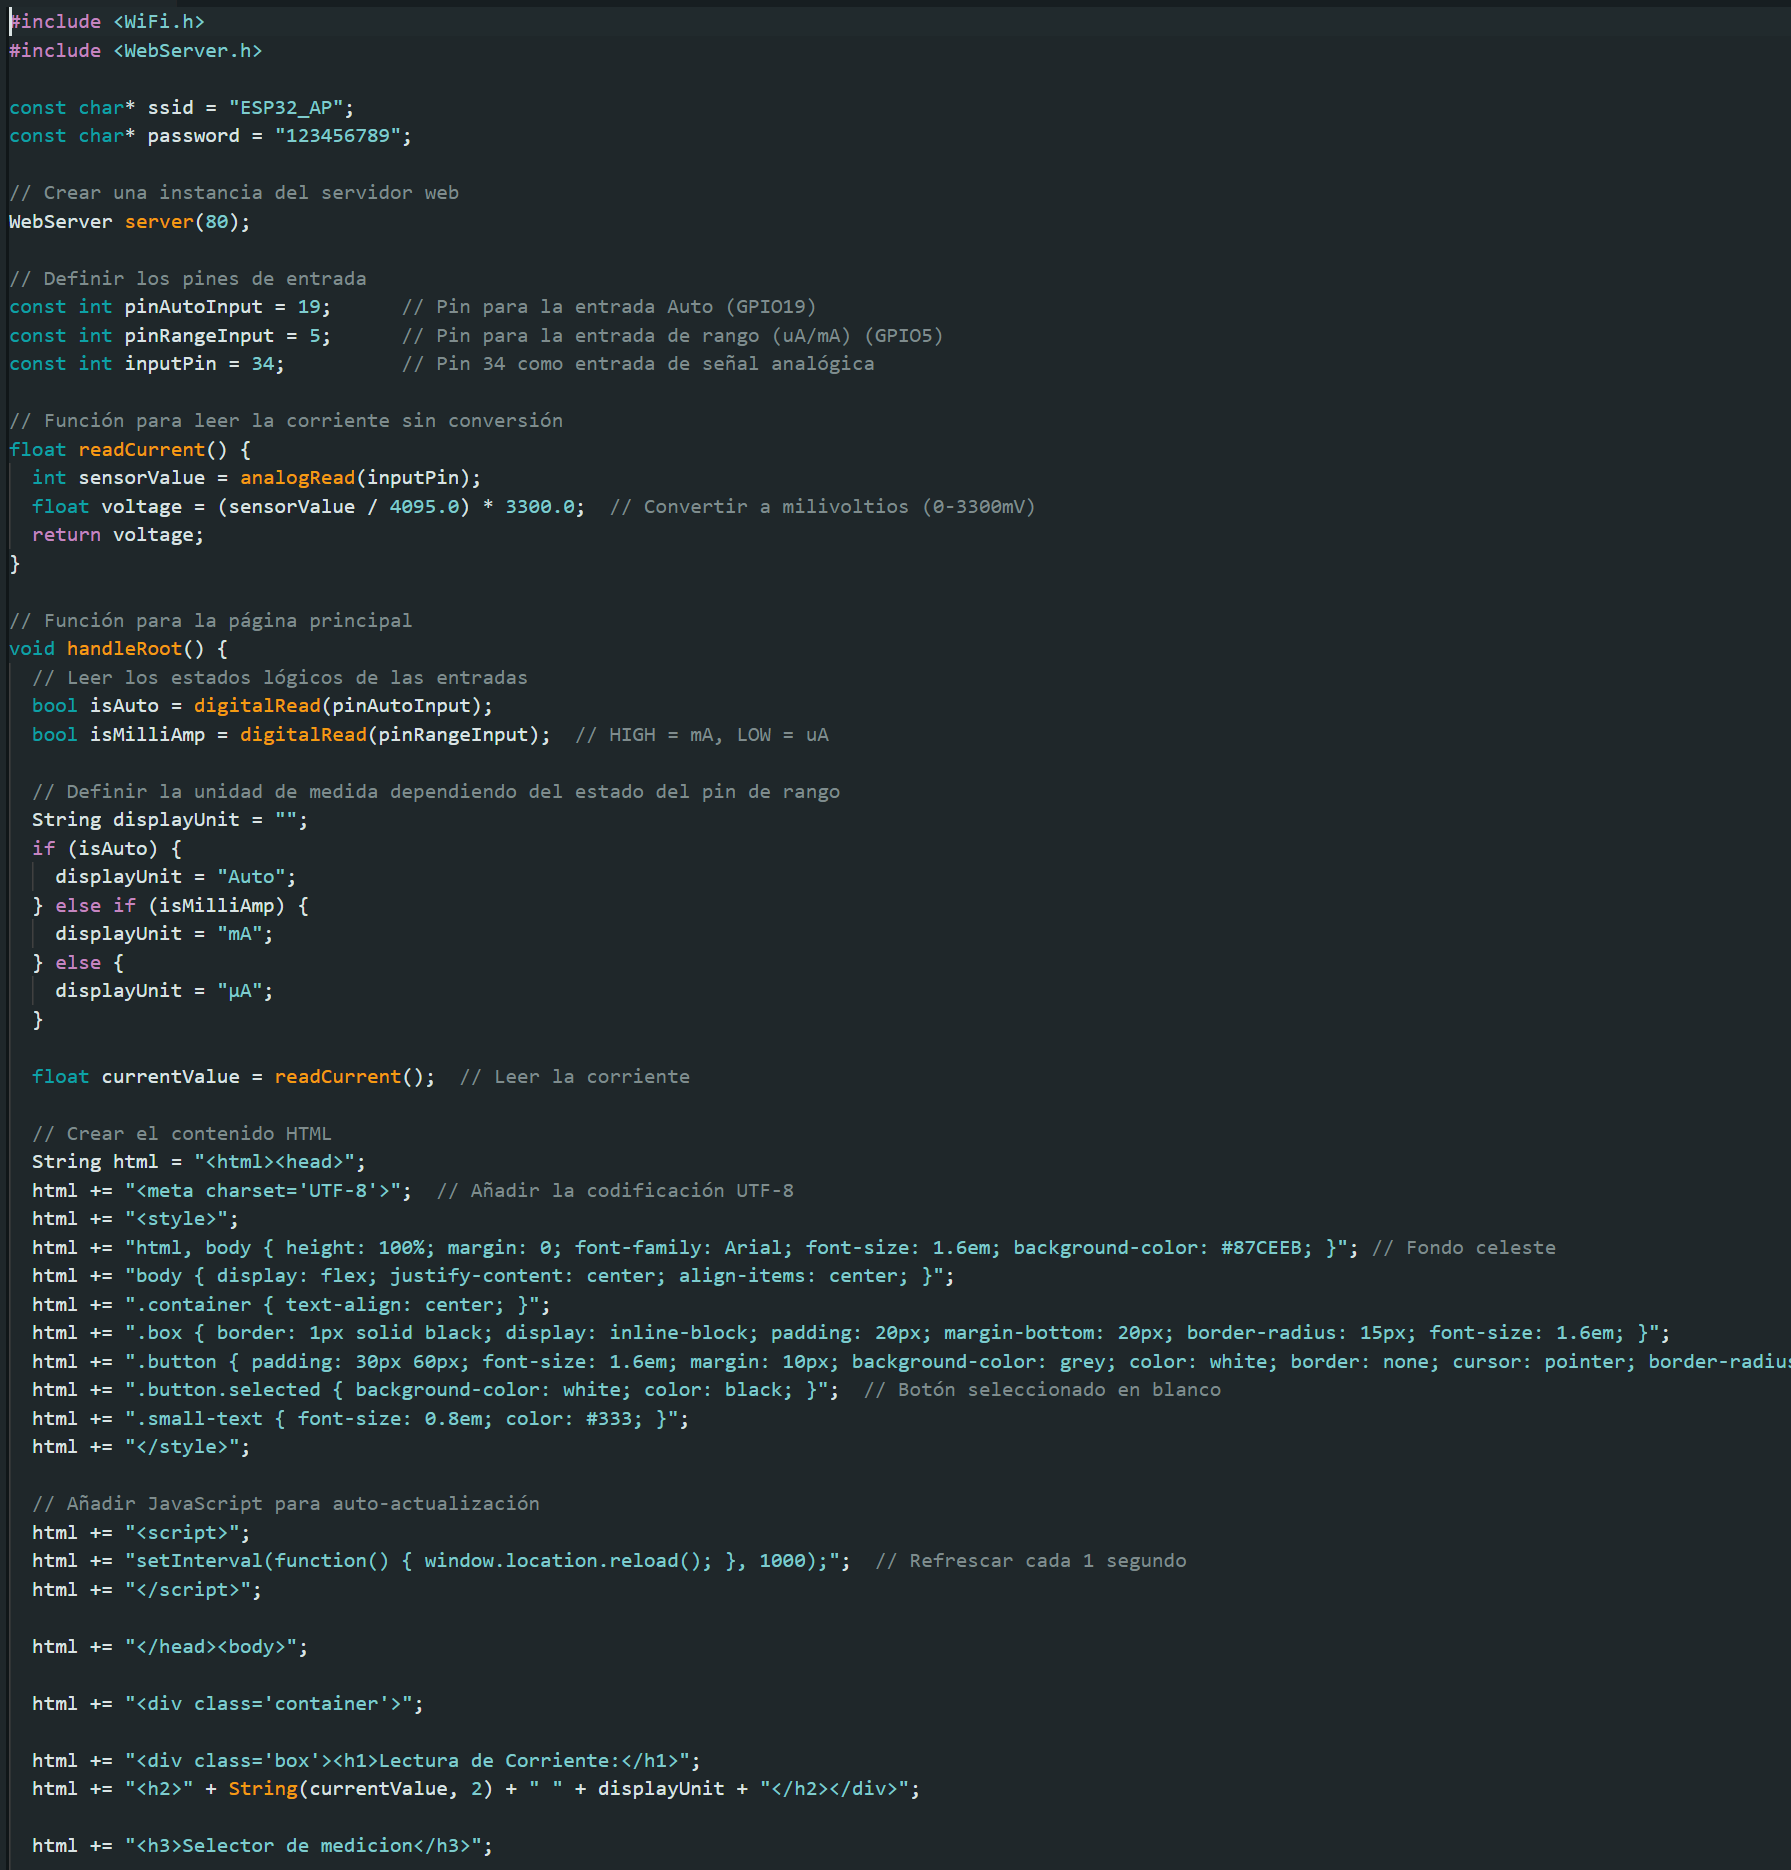 #include <WiFi.h>
#include <WebServer.h>
const char* ssid = "ESP32_AP";
const char* password = "123456789";
// Crear una instancia del servidor web
WebServer server(80);
// Definir los pines de entrada
const int pinAutoInput = 19;      // Pin para la entrada Auto (GPIO19)
const int pinRangeInput = 5;      // Pin para la entrada de rango (uA/mA) (GPIO5)
const int inputPin = 34;          // Pin 34 como entrada de señal analógica
// Función para leer la corriente sin conversión
float readCurrent() {
  int sensorValue = analogRead(inputPin);
  float voltage = (sensorValue / 4095.0) * 3300.0;  // Convertir a milivoltios (0-3300mV)
  return voltage;
}
// Función para la página principal
void handleRoot() {
  // Leer los estados lógicos de las entradas
  bool isAuto = digitalRead(pinAutoInput);
  bool isMilliAmp = digitalRead(pinRangeInput);  // HIGH = mA, LOW = uA
  // Definir la unidad de medida dependiendo del estado del pin de rango
  String displayUnit = "";
  if (isAuto) {
    displayUnit = "Auto";
  } else if (isMilliAmp) {
    displayUnit = "mA";
  } else {
    displayUnit = "µA";
  }
  float currentValue = readCurrent();  // Leer la corriente
  // Crear el contenido HTML
  String html = "<html><head>";
  html += "<meta charset='UTF-8'>";  // Añadir la codificación UTF-8
  html += "<style>";
  html += "html, body { height: 100%; margin: 0; font-family: Arial; font-size: 1.6em; background-color: #87CEEB; }"; // Fondo celeste
  html += "body { display: flex; justify-content: center; align-items: center; }";
  html += ".container { text-align: center; }";
  html += ".box { border: 1px solid black; display: inline-block; padding: 20px; margin-bottom: 20px; border-radius: 15px; font-size: 1.6em; }";
  html += ".button { padding: 30px 60px; font-size: 1.6em; margin: 10px; background-color: grey; color: white; border: none; cursor: pointer; border-radius
  html += ".button.selected { background-color: white; color: black; }";  // Botón seleccionado en blanco
  html += ".small-text { font-size: 0.8em; color: #333; }";
  html += "</style>";
  // Añadir JavaScript para auto-actualización
  html += "<script>";
  html += "setInterval(function() { window.location.reload(); }, 1000);";  // Refrescar cada 1 segundo
  html += "</script>";
  html += "</head><body>";
  html += "<div class='container'>";
  html += "<div class='box'><h1>Lectura de Corriente:</h1>";
  html += "<h2>" + String(currentValue, 2) + " " + displayUnit + "</h2></div>";
  html += "<h3>Selector de medicion</h3>";